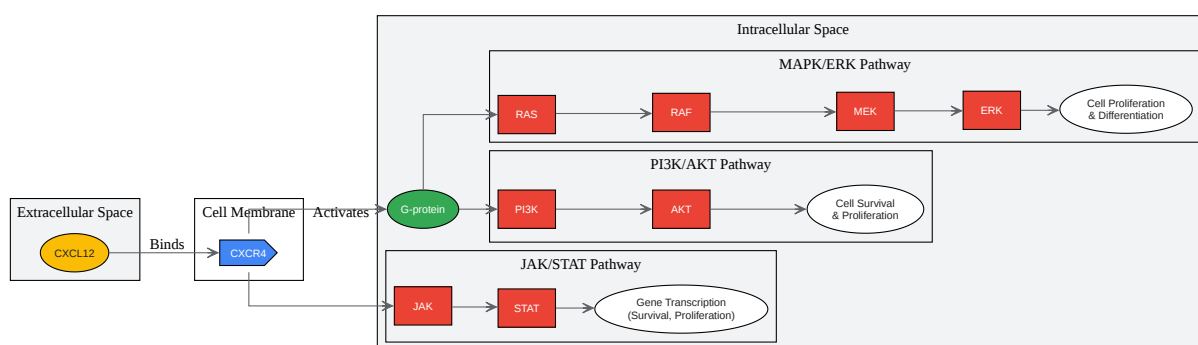 Intracellular Space
MAPK/ERK Pathway
RAS
RAF
MEK
ERK
Cell Proliferation
& Differentiation
PI3K/AKT Pathway
G-protein
PI3K
AKT
Cell Survival
& Proliferation
Extracellular Space
CXCL12
Binds
Cell Membrane
CXCR4
Activates
JAK/STAT Pathway
JAK
STAT
Gene Transcription
(Survival, Proliferation)